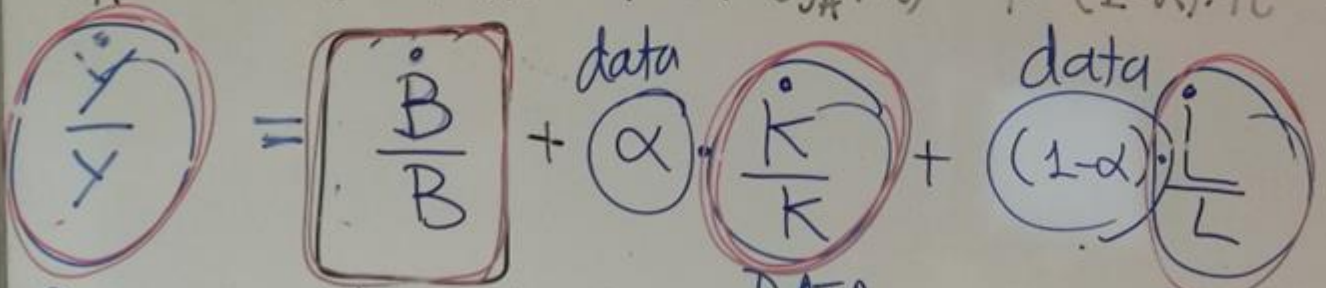 data data
Ẏ/Y = Ḃ/B + α · K̇/K + (1-α) · L̇/L